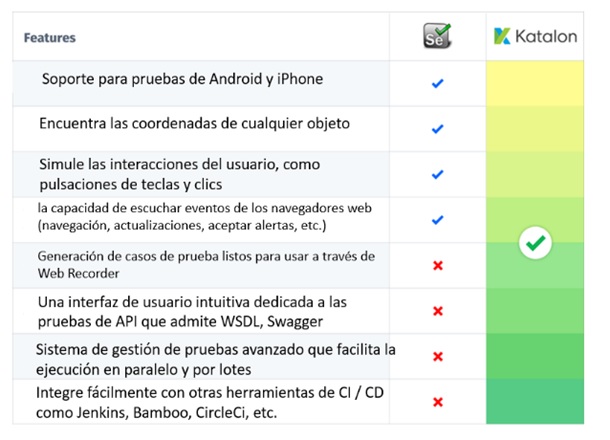 Features
Se
Katalon
Soporte para pruebas de Android y iPhone
Encuentra las coordenadas de cualquier objeto
Simule las interacciones del usuario, como
pulsaciones de teclas y clics
la capacidad de escuchar eventos de los navegadores web
(navegación, actualizaciones, aceptar alertas, etc.)
Generación de casos de prueba listos para usar a través de
Web Recorder
Una interfaz de usuario intuitiva dedicada a las
pruebas de API que admite WSDL, Swagger
Sistema de gestión de pruebas avanzado que facilita la
ejecución en paralelo y por lotes
Integre fácilmente con otras herramientas de CI / CD
como Jenkins, Bamboo, CircleCi, etc.